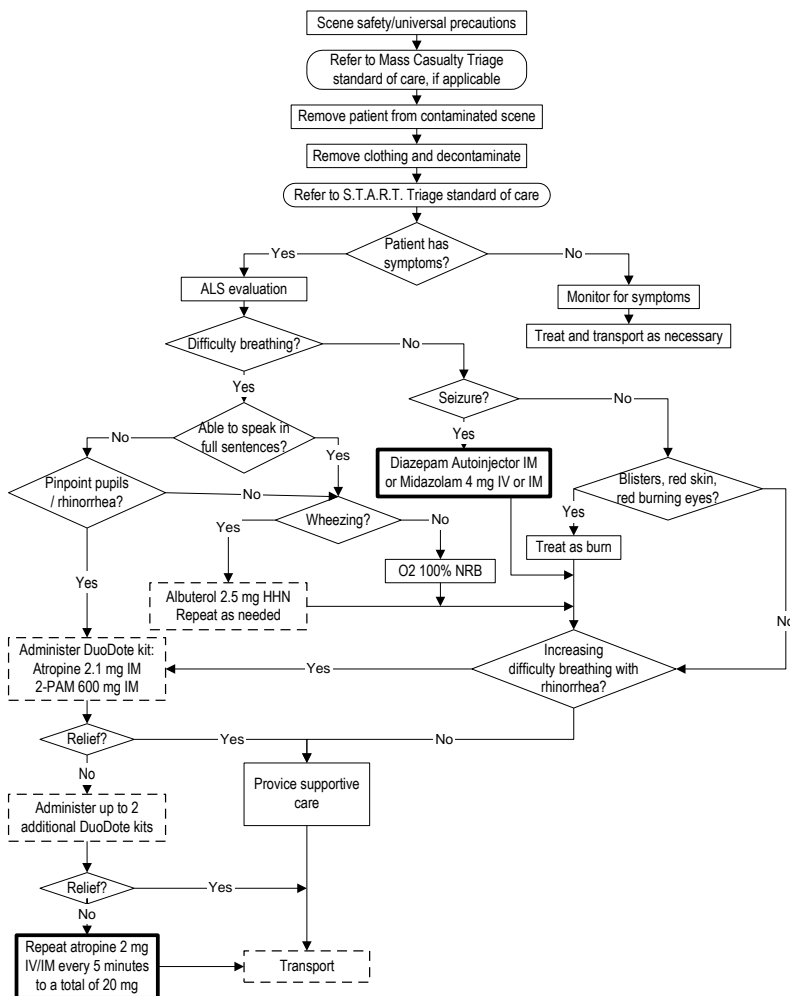 Scene safety/universal precautions
Refer to Mass Casualty Triage
standard of care, if applicable
Remove patient from contaminated scene
Remove clothing and decontaminate
Refer to S.T.A.R.T. Triage standard of care
Patient has
symptoms?
Yes
No
ALS evaluation
Monitor for symptoms
Treat and transport as necessary
Difficulty breathing?
No
Yes
Seizure?
No
Yes
Able to speak in
full sentences?
No
Yes
Diazepam Autoinjector IM
or Midazolam 4 mg IV or IM
Blisters, red skin,
red burning eyes?
Yes
No
Pinpoint pupils
/ rhinorrhea?
No
Yes
Wheezing?
Yes
No
Treat as burn
O2 100% NRB
Albuterol 2.5 mg HHN
Repeat as needed
Administer DuoDote kit:
Atropine 2.1 mg IM
2-PAM 600 mg IM
Increasing
difficulty breathing with
rhinorrhea?
Yes
No
Relief?
Yes
No
Provice supportive
care
Administer up to 2
additional DuoDote kits
Relief?
Yes
No
Repeat atropine 2 mg
IV/IM every 5 minutes
to a total of 20 mg
Transport